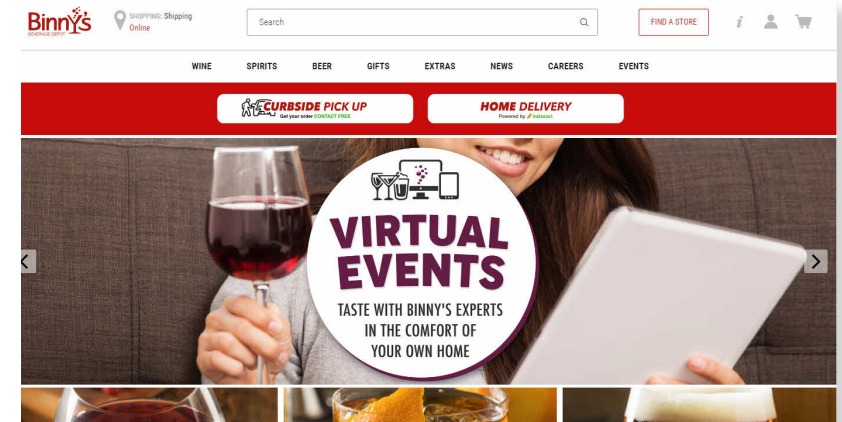 Binny's
BEVERAGE DEPOT
SHOPPING: Shipping
Online
Search
FIND A STORE
i
WINE SPIRITS BEER GIFTS EXTRAS NEWS CAREERS EVENTS
CURBSIDE PICK UP
Get your order CONTACT FREE
HOME DELIVERY
Powered by instacart
VIRTUAL
EVENTS
TASTE WITH BINNY'S EXPERTS
IN THE COMFORT OF
YOUR OWN HOME